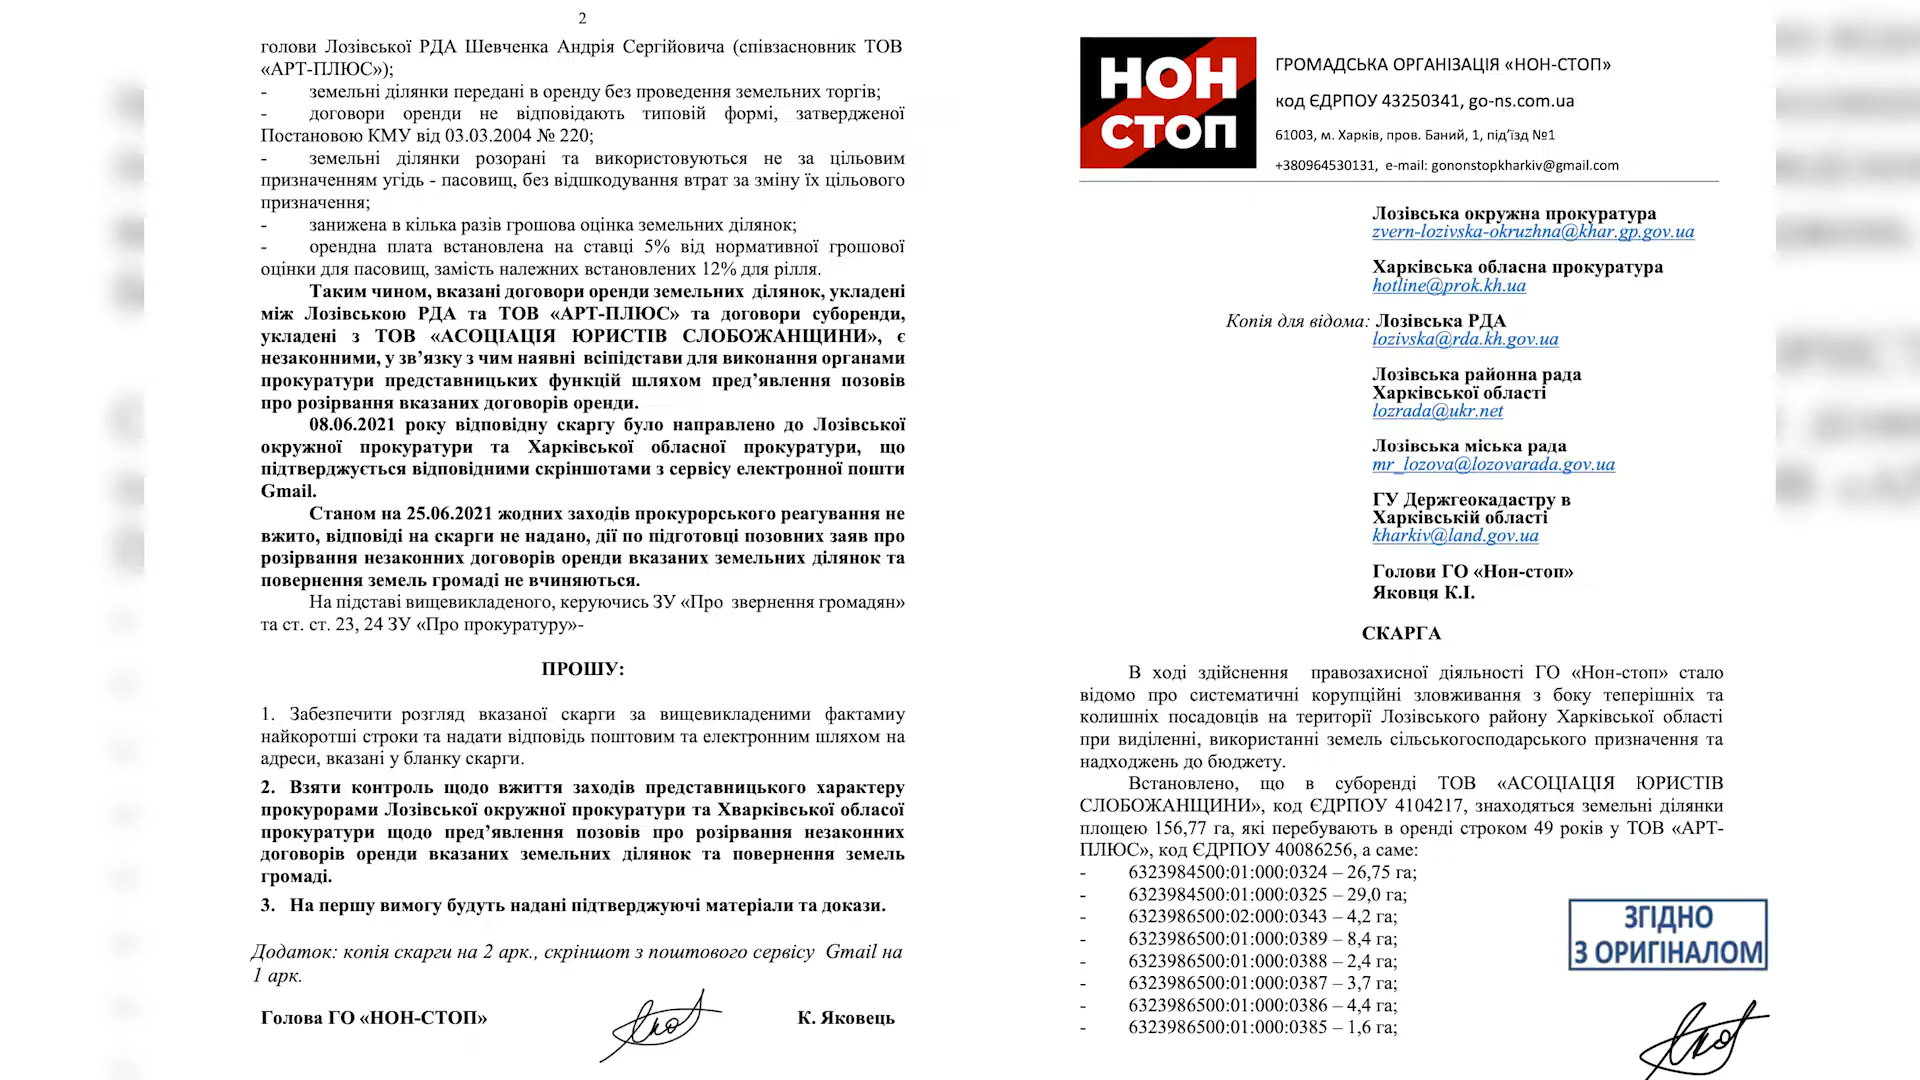 2
голови Лозівської РДА Шевченка Андрія Сергійовича (співзасновник ТОВ
«АРТ-ПЛЮС»);
- земельні ділянки передані в оренду без проведення земельних торгів;
- договори оренди не відповідають типовій формі, затвердженої
Постановою КМУ від 03.03.2004 № 220;
- земельні ділянки розорані та використовуються не за цільовим
призначенням угідь - пасовищ, без відшкодування втрат за зміну їх цільового
призначення;
- занижена в кілька разів грошова оцінка земельних ділянок;
- орендна плата встановлена на ставці 5% від нормативної грошової
оцінки для пасовищ, замість належних встановлених 12% для рілля.
Таким чином, вказані договори оренди земельних ділянок, укладені
між Лозівською РДА та ТОВ «АРТ-ПЛЮС» та договори суборенди,
укладені з ТОВ «АСОЦІАЦІЯ ЮРИСТІВ СЛОБОЖАНЩИНИ», є
незаконними, у зв’язку з чим наявні всіпідстави для виконання органами
прокуратури представницьких функцій шляхом пред’явлення позовів
про розірвання вказаних договорів оренди.
08.06.2021 року відповідну скаргу було направлено до Лозівської
окружної прокуратури та Харківської обласної прокуратури, що
підтверджується відповідними скріншотами з сервісу електронної пошти
Gmail.
Станом на 25.06.2021 жодних заходів прокурорського реагування не
вжито, відповіді на скарги не надано, дії по підготовці позовних заяв про
розірвання незаконних договорів оренди вказаних земельних ділянок та
повернення земель громаді не вчиняються.
На підставі вищевикладеного, керуючись ЗУ «Про звернення громадян»
та ст. ст. 23, 24 ЗУ «Про прокуратуру»-
ПРОШУ:
1. Забезпечити розгляд вказаної скарги за вищевикладеними фактамиу
найкоротші строки та надати відповідь поштовим та електронним шляхом на
адреси, вказані у бланку скарги.
2. Взяти контроль щодо вжиття заходів представницького характеру
прокурорами Лозівської окружної прокуратури та Хварківської обласої
прокуратури щодо пред’явлення позовів про розірвання незаконних
договорів оренди вказаних земельних ділянок та повернення земель
громаді.
3. На першу вимогу будуть надані підтверджуючі матеріали та докази.
Додаток: копія скарги на 2 арк., скріншот з поштового сервісу Gmail на
1 арк.
Голова ГО «НОН-СТОП» К. Яковець
НОН
СТОП
ГРОМАДСЬКА ОРГАНІЗАЦІЯ «НОН-СТОП»
код ЄДРПОУ 43250341, go-ns.com.ua
61003, м. Харків, пров. Баний, 1, під’їзд №1
+380964530131, e-mail: gononstopkharkiv@gmail.com
Лозівська окружна прокуратура
zvern-lozivska-okruzhna@khar.gp.gov.ua
Харківська обласна прокуратура
hotline@prok.kh.ua
Копія для відома: Лозівська РДА
lozivska@rda.kh.gov.ua
Лозівська районна рада
Харківської області
lozrada@ukr.net
Лозівська міська рада
mr_lozova@lozovarada.gov.ua
ГУ Держгеокадастру в
Харківській області
kharkiv@land.gov.ua
Голови ГО «Нон-стоп»
Яковця К.І.
СКАРГА
В ході здійснення правозахисної діяльності ГО «Нон-стоп» стало
відомо про систематичні корупційні зловживання з боку теперішніх та
колишніх посадовців на території Лозівського району Харківської області
при виділенні, використанні земель сільськогосподарського призначення та
надходжень до бюджету.
Встановлено, що в суборенді ТОВ «АСОЦІАЦІЯ ЮРИСТІВ
СЛОБОЖАНЩИНИ», код ЄДРПОУ 4104217, знаходяться земельні ділянки
площею 156,77 га, які перебувають в оренді строком 49 років у ТОВ «АРТ-
ПЛЮС», код ЄДРПОУ 40086256, а саме:
- 6323984500:01:000:0324 – 26,75 га;
- 6323984500:01:000:0325 – 29,0 га;
- 6323986500:02:000:0343 – 4,2 га;
- 6323986500:01:000:0389 – 8,4 га;
- 6323986500:01:000:0388 – 2,4 га;
- 6323986500:01:000:0387 – 3,7 га;
- 6323986500:01:000:0386 – 4,4 га;
- 6323986500:01:000:0385 – 1,6 га;
ЗГІДНО
З ОРИГІНАЛОМ